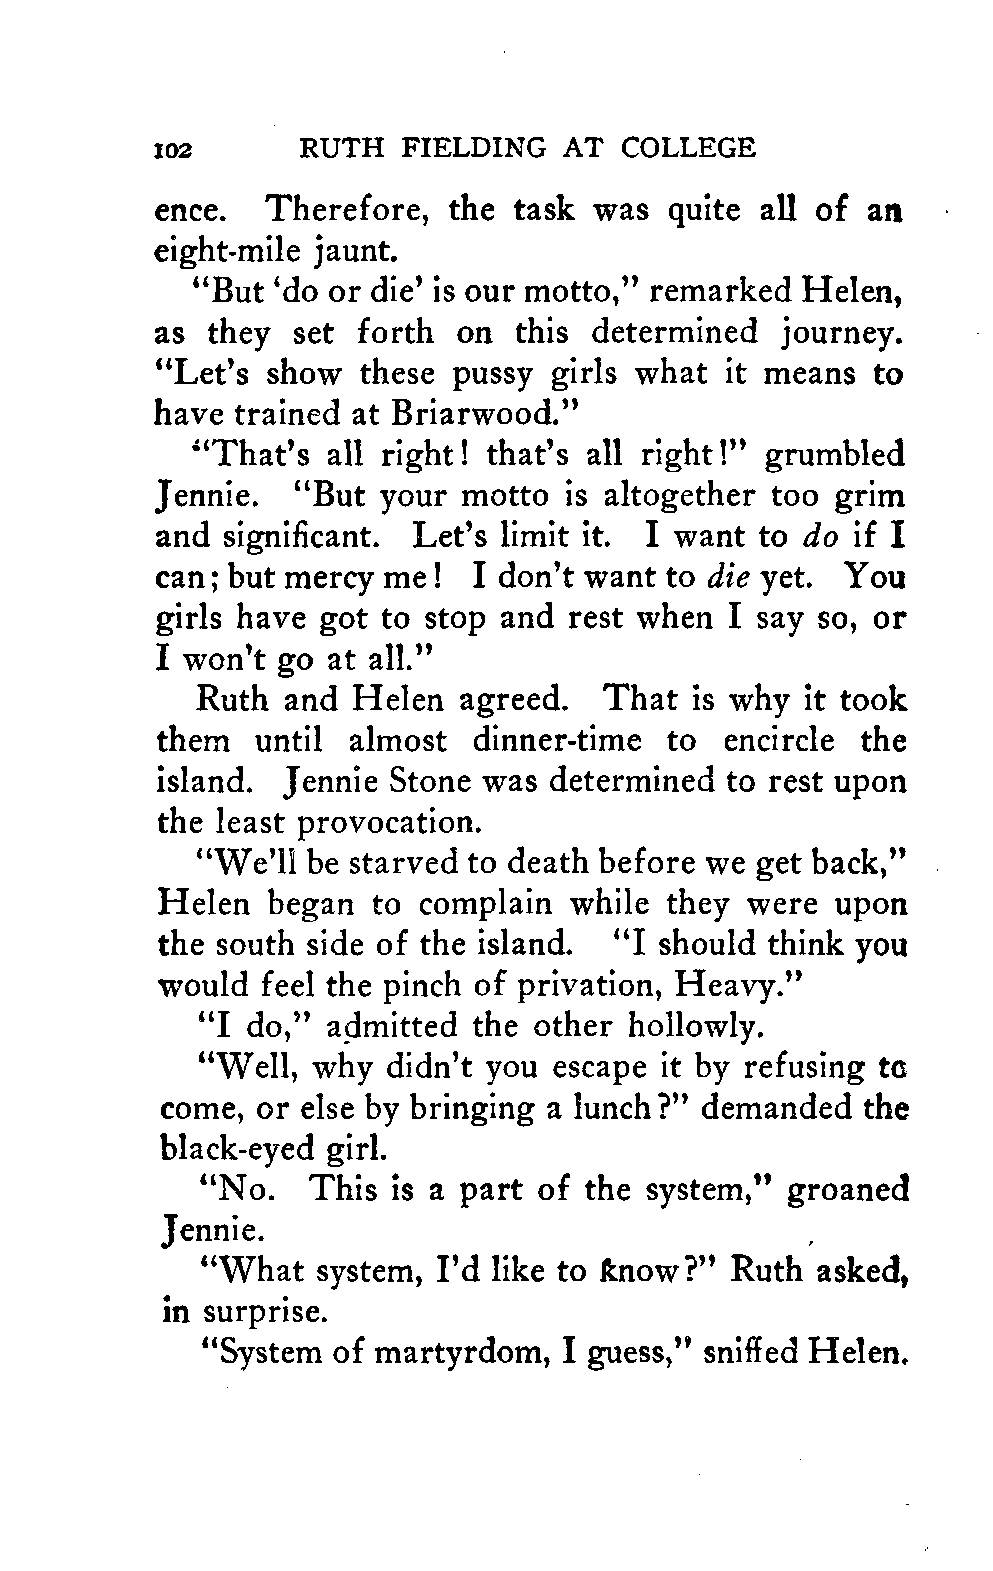 102 RUTH FIELDING AT COLLEGE
ence. Therefore, the task was quite all of an
eight-mile jaunt.
"But 'do or die' is our motto," remarked Helen,
as they set forth on this determined journey.
"Let's show these pussy girls what it means to
have trained at Briarwood."
"That's all right! that's all right!" grumbled
Jennie. "But your motto is altogether too grim
and significant. Let's limit it. I want to do if I
can; but mercy me! I don't want to die yet. You
girls have got to stop and rest when I say so, or
I won't go at all."
Ruth and Helen agreed. That is why it took
them until almost dinner-time to encircle the
island. Jennie Stone was determined to rest upon
the least provocation.
"We'll be starved to death before we get back,"
Helen began to complain while they were upon
the south side of the island. "I should think you
would feel the pinch of privation, Heavy."
"I do," admitted the other hollowly.
"Well, why didn't you escape it by refusing to
come, or else by bringing a lunch?" demanded the
black-eyed girl.
"No. This is a part of the system," groaned
Jennie.
"What system, I'd like to know?" Ruth asked,
in surprise.
"System of martyrdom, I guess," sniffed Helen.